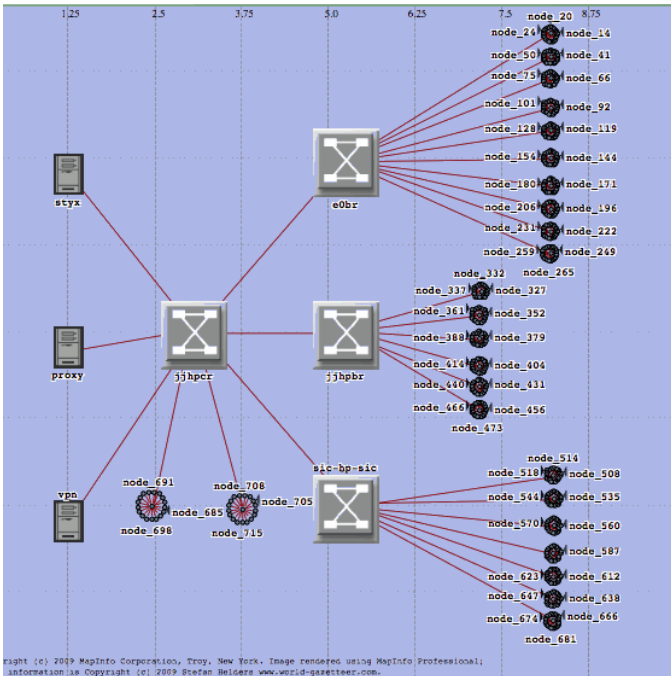 1.25 2.5 3.75 5.0 6.25 7.5 8.75
node_20
node_24 node_14
node_50 node_41
node_75 node_66
node_101 node_92
node_128 node_119
node_154 node_144
node_180 node_171
node_206 node_196
node_231 node_222
node_259 node_249
node_265
styx
e0br
node_332
node_337 node_327
node_361 node_352
node_388 node_379
node_414 node_404
node_440 node_431
node_466 node_456
node_473
proxy
jjhpcr
jjhpbr
sic-hp-sic
node_514
node_518 node_508
node_544 node_535
node_570 node_560
node_587
node_623 node_612
node_647 node_638
node_674 node_666
node_681
vpn
node_691
node_685
node_698
node_708
node_705
node_715
right (c) 2009 MapInfo Corporation, Troy, New York. Image rendered using MapInfo Professional;
information is Copyright (c) 2009 Stefan Helders www.world-gazetteer.com.